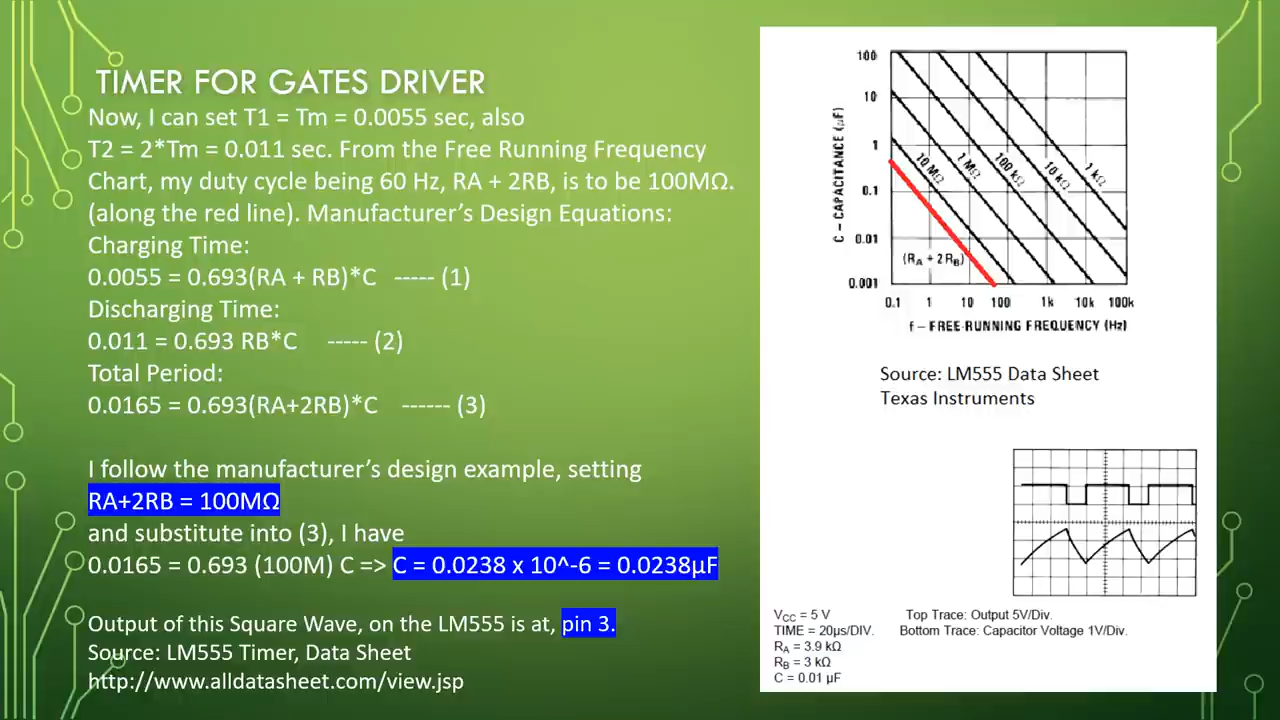 TIMER FOR GATES DRIVER
Now, I can set T1 = Tm = 0.0055 sec, also
T2 = 2*Tm = 0.011 sec. From the Free Running Frequency
Chart, my duty cycle being 60 Hz, RA + 2RB, is to be 100MΩ.
(along the red line). Manufacturer's Design Equations:
Charging Time:
0.0055 = 0.693(RA + RB)*C ----- (1)
Discharging Time:
0.011 = 0.693 RB*C ----- (2)
Total Period:
0.0165 = 0.693(RA+2RB)*C ------ (3)
I follow the manufacturer's design example, setting
RA+2RB = 100MΩ
and substitute into (3), I have
0.0165 = 0.693 (100M) C => C = 0.0238 x 10^-6 = 0.0238µF
Output of this Square Wave, on the LM555 is at, pin 3.
Source: LM555 Timer, Data Sheet
http://www.alldatasheet.com/view.jsp
C – CAPACITANCE (µF)
100
10
1
0.1
0.01
0.001
10 MΩ
1 MΩ
100 kΩ
10 kΩ
1 kΩ
(RA + 2 RB)
0.1 1 10 100 1k 10k 100k
f – FREE-RUNNING FREQUENCY (Hz)
Source: LM555 Data Sheet
Texas Instruments
VCC = 5 V Top Trace: Output 5V/Div.
TIME = 20µs/DIV. Bottom Trace: Capacitor Voltage 1V/Div.
RA = 3.9 kΩ
RB = 3 kΩ
C = 0.01 µF